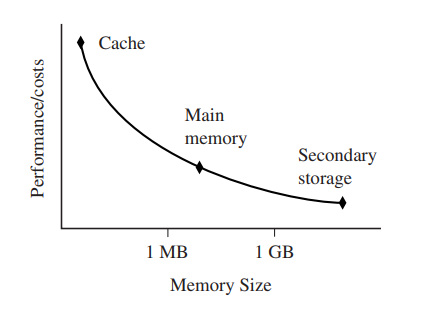 Cache
Main
memory
Secondary
storage
Performance/costs
1 MB
1 GB
Memory Size